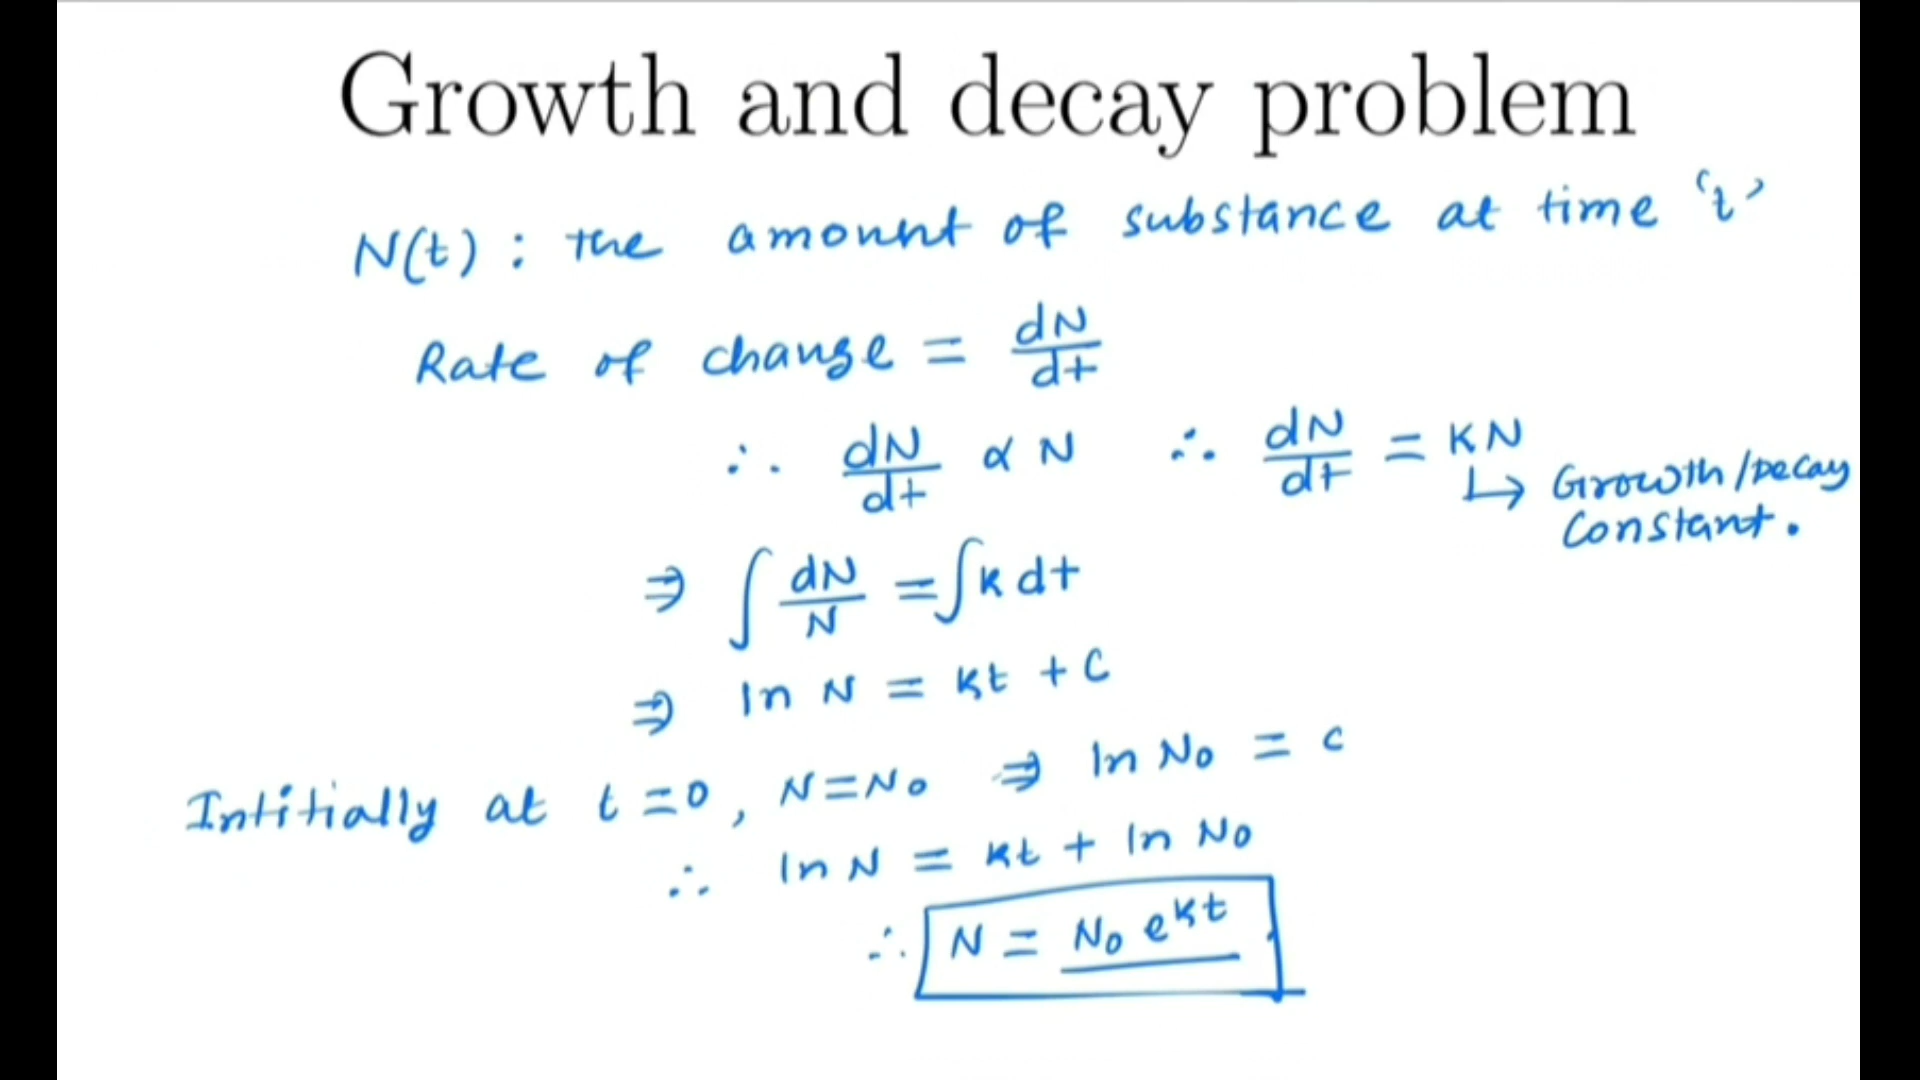 Growth and decay problem
N(t) : The amount of substance at time 't'
Rate of change = dN/dt
∴ dN/dt α N ∴ dN/dt = KN
↳ Growth/Decay
Constant.
⇒ ∫ dN/N = ∫ k dt
⇒ ln N = kt + C
Intitially at t = 0, N = N₀ ⇒ ln N₀ = c
∴ ln N = kt + ln N₀
∴ N = N₀ e^kt